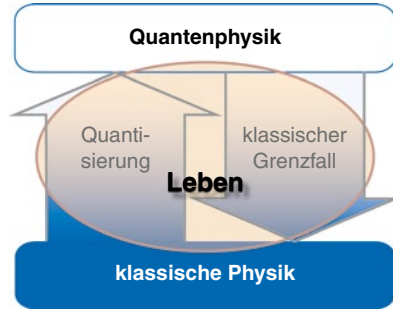 Quantenphysik
Quanti-
sierung
klassischer
Grenzfall
Leben
klassische Physik